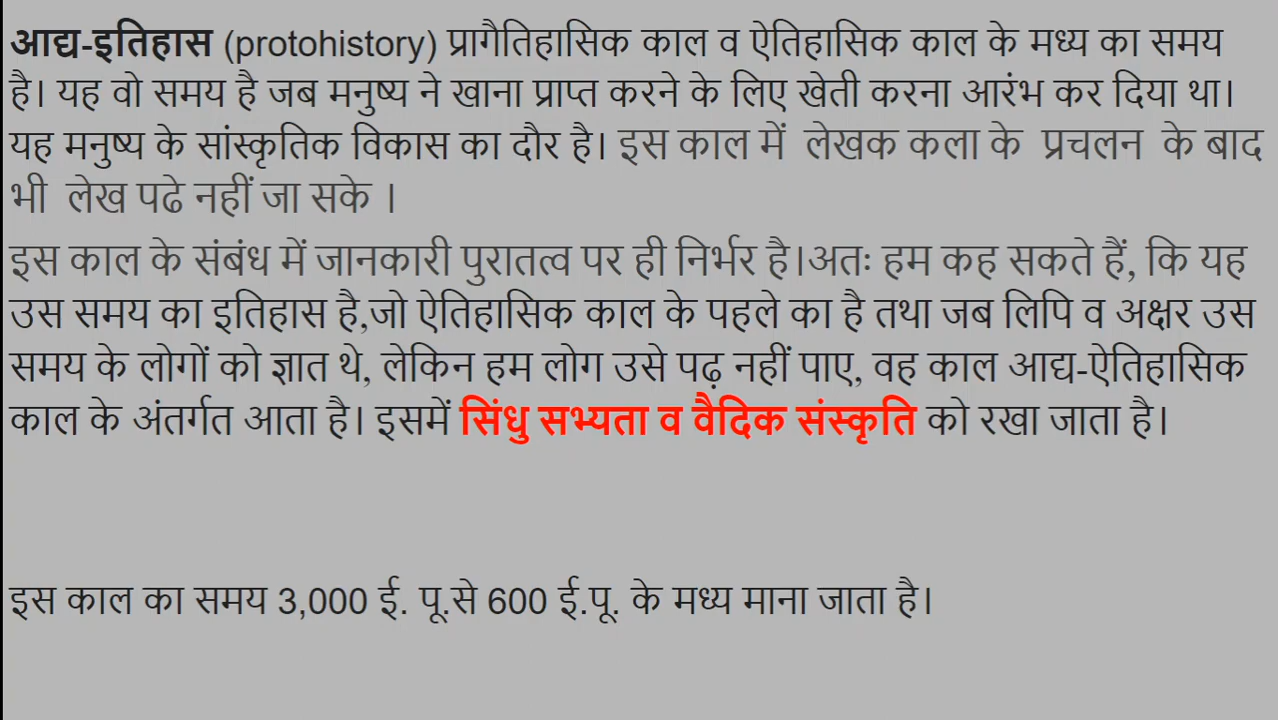 आद्य-इतिहास (protohistory) प्रागैतिहासिक काल व ऐतिहासिक काल के मध्य का समय
है। यह वो समय है जब मनुष्य ने खाना प्राप्त करने के लिए खेती करना आरंभ कर दिया था।
यह मनुष्य के सांस्कृतिक विकास का दौर है। इस काल में लेखक कला के प्रचलन के बाद
भी लेख पढे नहीं जा सके ।
इस काल के संबंध में जानकारी पुरातत्व पर ही निर्भर है।अतः हम कह सकते हैं, कि यह
उस समय का इतिहास है,जो ऐतिहासिक काल के पहले का है तथा जब लिपि व अक्षर उस
समय के लोगों को ज्ञात थे, लेकिन हम लोग उसे पढ़ नहीं पाए, वह काल आद्य-ऐतिहासिक
काल के अंतर्गत आता है। इसमें सिंधु सभ्यता व वैदिक संस्कृति को रखा जाता है।
इस काल का समय 3,000 ई. पू.से 600 ई.पू. के मध्य माना जाता है।